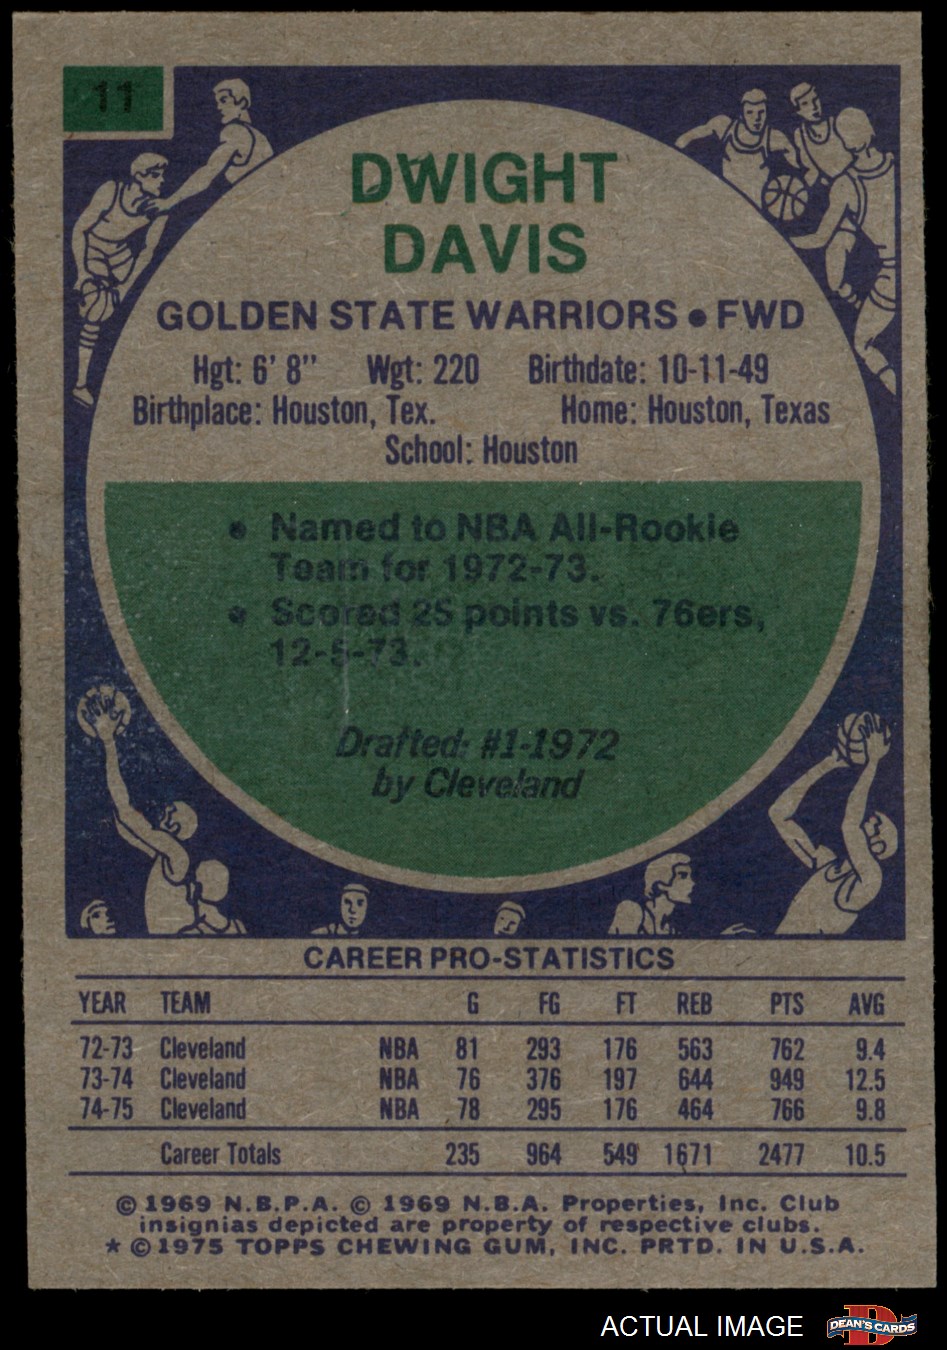 11
DWIGHT
DAVIS
GOLDEN STATE WARRIORS • FWD
Hgt: 6' 8" Wgt: 220 Birthdate: 10-11-49
Birthplace: Houston, Tex. Home: Houston, Texas
School: Houston
• Named to NBA All-Rookie
Team for 1972-73.
• Scored 25 points vs. 76ers,
12-5-73.
Drafted: #1-1972
by Cleveland
CAREER PRO-STATISTICS
YEAR TEAM G FG FT REB PTS AVG
72-73 Cleveland NBA 81 293 176 563 762 9.4
73-74 Cleveland NBA 76 376 197 644 949 12.5
74-75 Cleveland NBA 78 295 176 464 766 9.8
Career Totals 235 964 549 1671 2477 10.5
© 1969 N.B.P.A. © 1969 N.B.A. Properties, Inc. Club
insignias depicted are property of respective clubs.
* © 1975 TOPPS CHEWING GUM, INC. PRTD. IN U.S.A.
ACTUAL IMAGE
D
DEAN'S CARDS